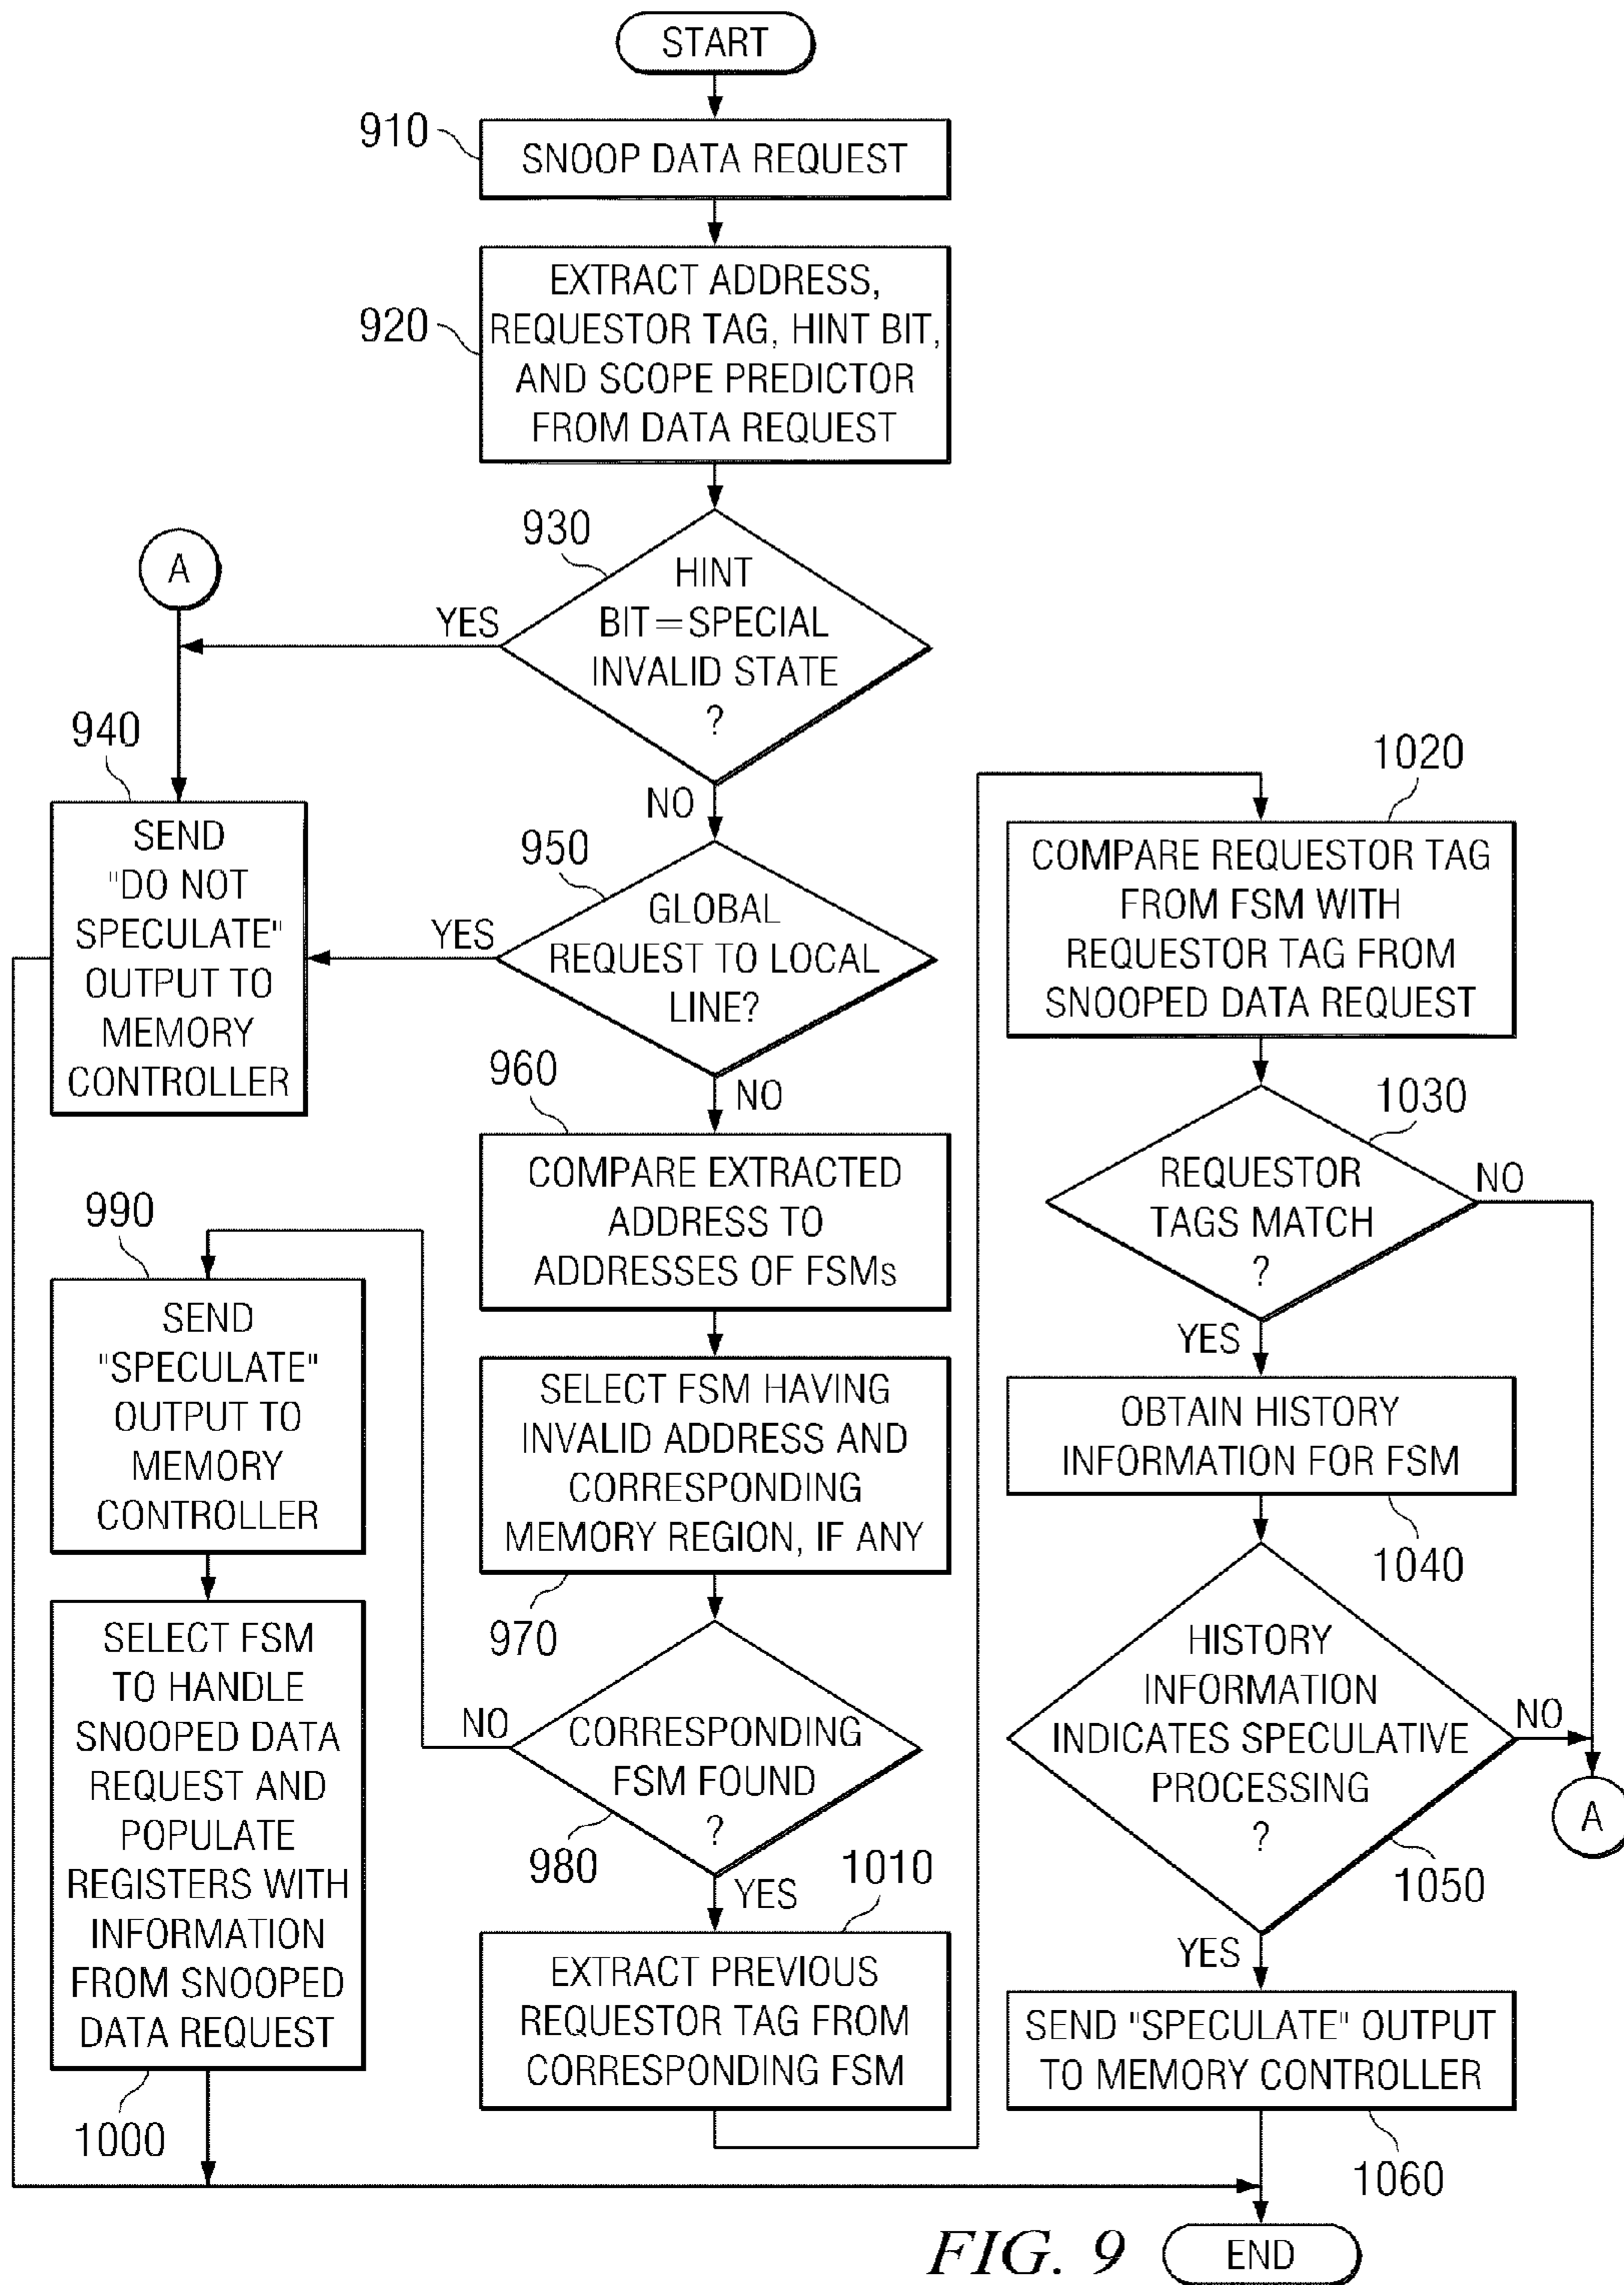 START
910
SNOOP DATA REQUEST
920
EXTRACT ADDRESS,
REQUESTOR TAG, HINT BIT,
AND SCOPE PREDICTOR
FROM DATA REQUEST
930
HINT
BIT=SPECIAL
INVALID STATE
?
YES
NO
A
940
SEND
"DO NOT
SPECULATE"
OUTPUT TO
MEMORY
CONTROLLER
950
GLOBAL
REQUEST TO LOCAL
LINE?
YES
NO
960
COMPARE EXTRACTED
ADDRESS TO
ADDRESSES OF FSMs
SELECT FSM HAVING
INVALID ADDRESS AND
CORRESPONDING
MEMORY REGION, IF ANY
970
CORRESPONDING
FSM FOUND
?
980
NO
YES
990
SEND
"SPECULATE"
OUTPUT TO
MEMORY
CONTROLLER
SELECT FSM
TO HANDLE
SNOOPED DATA
REQUEST AND
POPULATE
REGISTERS WITH
INFORMATION
FROM SNOOPED
DATA REQUEST
1000
1010
EXTRACT PREVIOUS
REQUESTOR TAG FROM
CORRESPONDING FSM
1020
COMPARE REQUESTOR TAG
FROM FSM WITH
REQUESTOR TAG FROM
SNOOPED DATA REQUEST
1030
REQUESTOR
TAGS MATCH
?
NO
YES
OBTAIN HISTORY
INFORMATION FOR FSM
1040
HISTORY
INFORMATION
INDICATES SPECULATIVE
PROCESSING
?
NO
A
1050
YES
SEND "SPECULATE" OUTPUT
TO MEMORY CONTROLLER
1060
END
FIG. 9